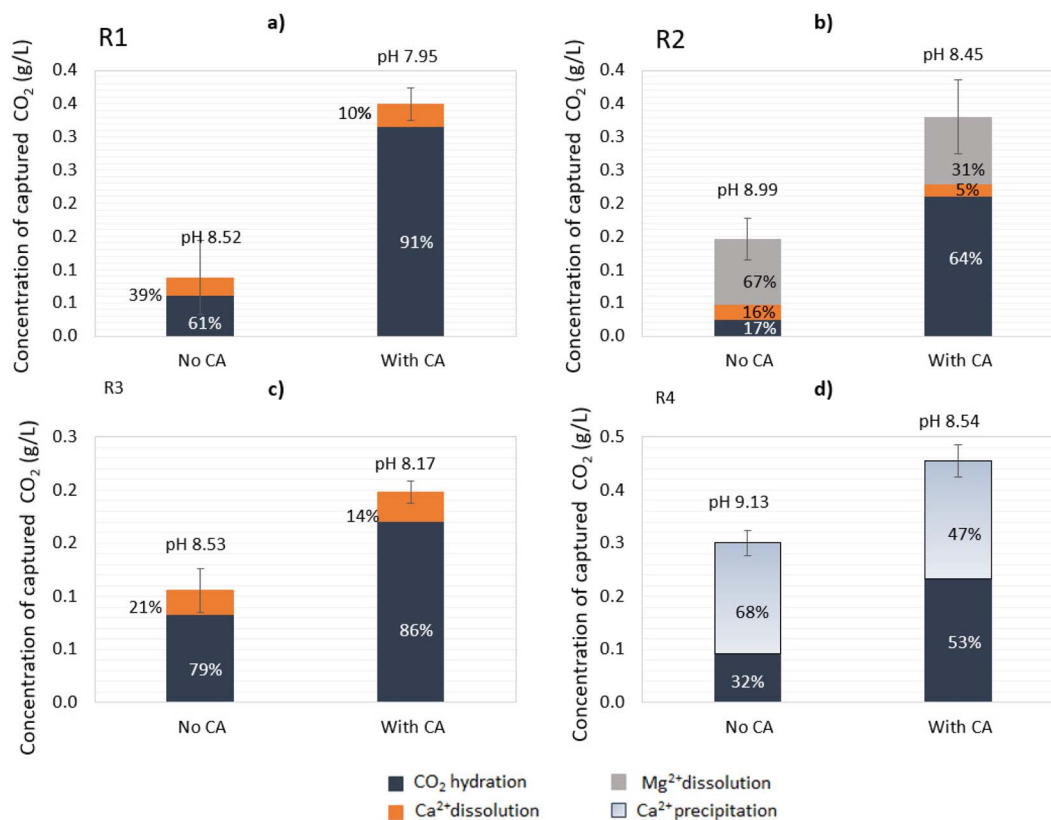 R1
a)
Concentration of captured CO₂ (g/L)
0.4
0.4
0.3
0.3
0.2
0.2
0.1
0.1
0.0
pH 8.52
39%
61%
pH 7.95
10%
91%
No CA
With CA
R2
b)
Concentration of captured CO₂ (g/L)
0.4
0.4
0.3
0.3
0.2
0.2
0.1
0.1
0.0
pH 8.99
67%
16%
17%
pH 8.45
31%
5%
64%
No CA
With CA
R3
c)
Concentration of captured CO₂ (g/L)
0.3
0.2
0.2
0.1
0.1
0.0
pH 8.53
21%
79%
pH 8.17
14%
86%
No CA
With CA
R4
d)
Concentration of captured CO₂ (g/L)
0.5
0.4
0.3
0.2
0.1
0.0
pH 9.13
68%
32%
pH 8.54
47%
53%
No CA
With CA
CO₂ hydration
Mg²⁺dissolution
Ca²⁺dissolution
Ca²⁺precipitation